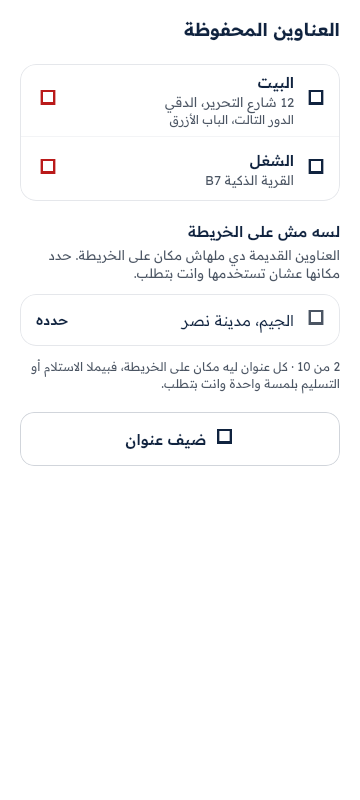 العناوين المحفوظة
البيت
12 شارع التحرير، الدقي
الدور التالت، الباب الأزرق
الشغل
القرية الذكية B7
لسه مش على الخريطة
العناوين القديمة دي ملهاش مكان على الخريطة. حدد
مكانها عشان تستخدمها وانت بتطلب.
الجيم، مدينة نصر
حدده
2 من 10 · كل عنوان ليه مكان على الخريطة، فبيملا الاستلام أو
التسليم بلمسة واحدة وانت بتطلب.
ضيف عنوان